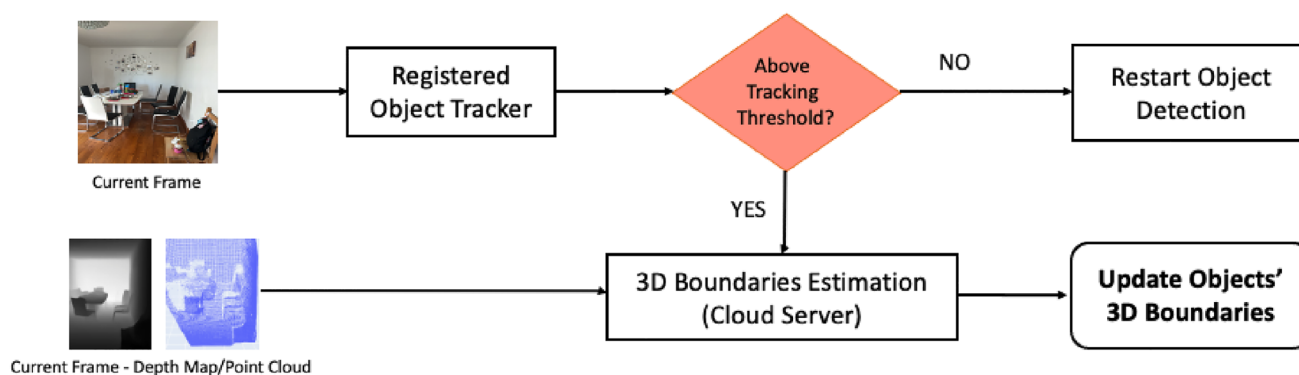 Registered
Object Tracker
Above
Tracking
Threshold?
NO
Restart Object
Detection
Current Frame
YES
3D Boundaries Estimation
(Cloud Server)
Update Objects’
3D Boundaries
Current Frame - Depth Map/Point Cloud